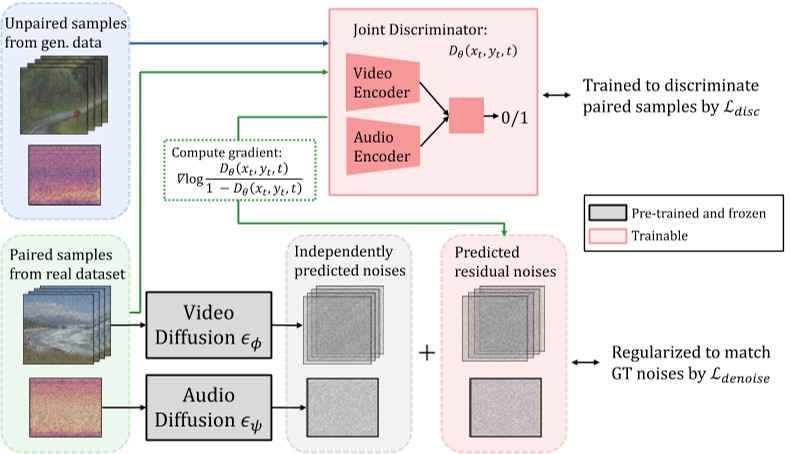 Unpaired samples
from gen. data
Joint Discriminator:
D_θ(x_t, y_t, t)
Video
Encoder
Audio
Encoder
0/1
Trained to discriminate
paired samples by ℒ_disc
Compute gradient:
∇log D_θ(x_t, y_t, t) / 1 − D_θ(x_t, y_t, t)
Pre-trained and frozen
Trainable
Paired samples
from real dataset
Video
Diffusion ϵ_ϕ
Audio
Diffusion ϵ_ψ
Independently
predicted noises
+
Predicted
residual noises
Regularized to match
GT noises by ℒ_denoise